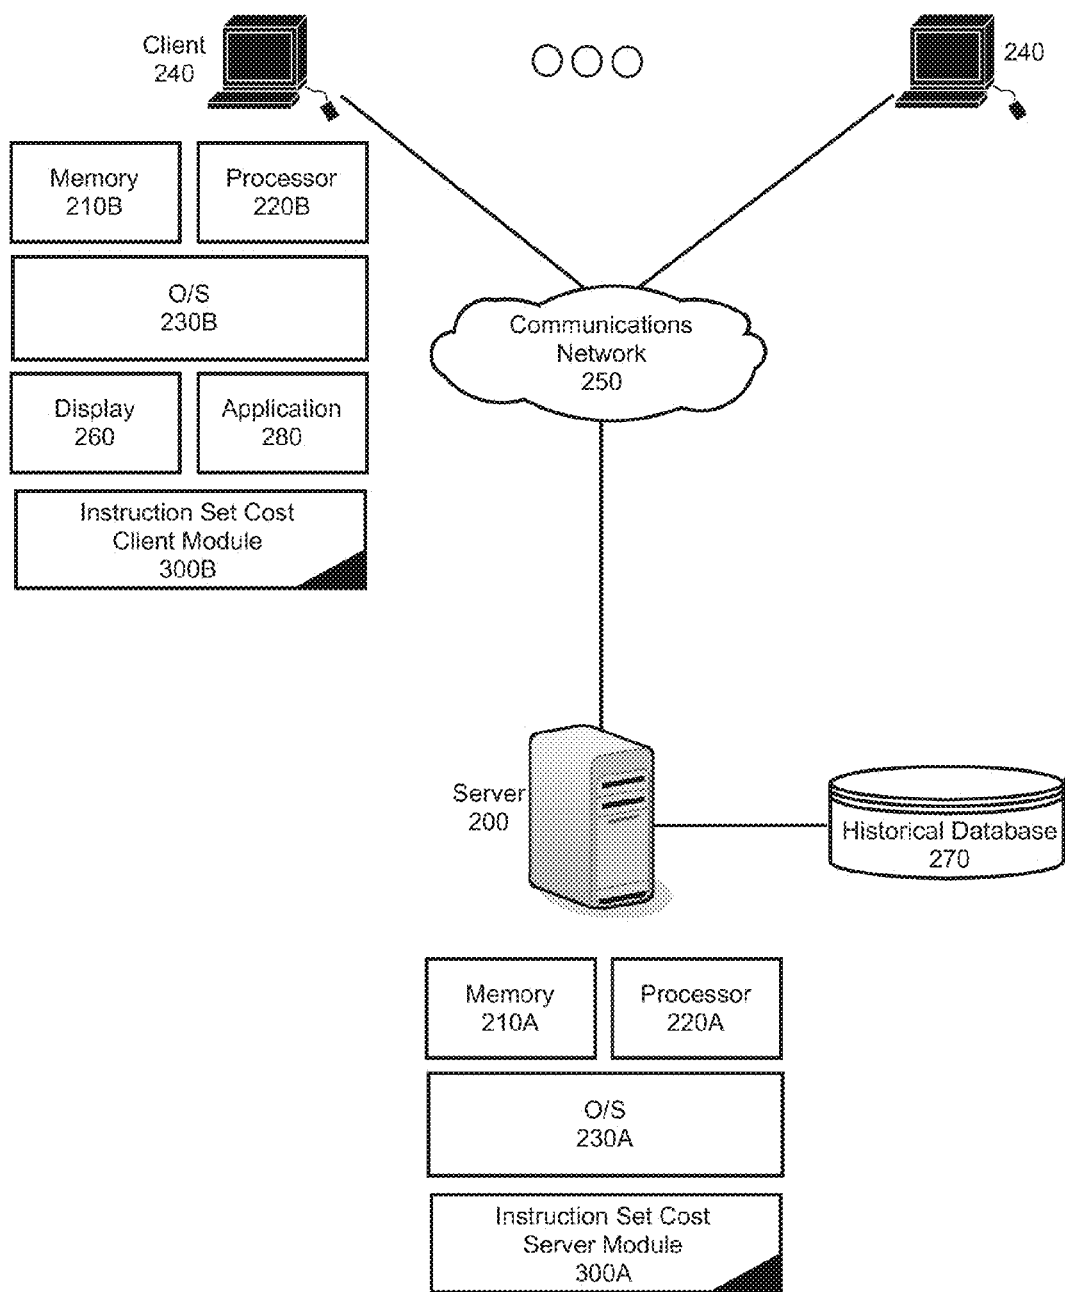 Client
240
240
Memory
210B
Processor
220B
O/S
230B
Display
260
Application
280
Instruction Set Cost
Client Module
300B
Communications
Network
250
Server
200
Historical Database
270
Memory
210A
Processor
220A
O/S
230A
Instruction Set Cost
Server Module
300A